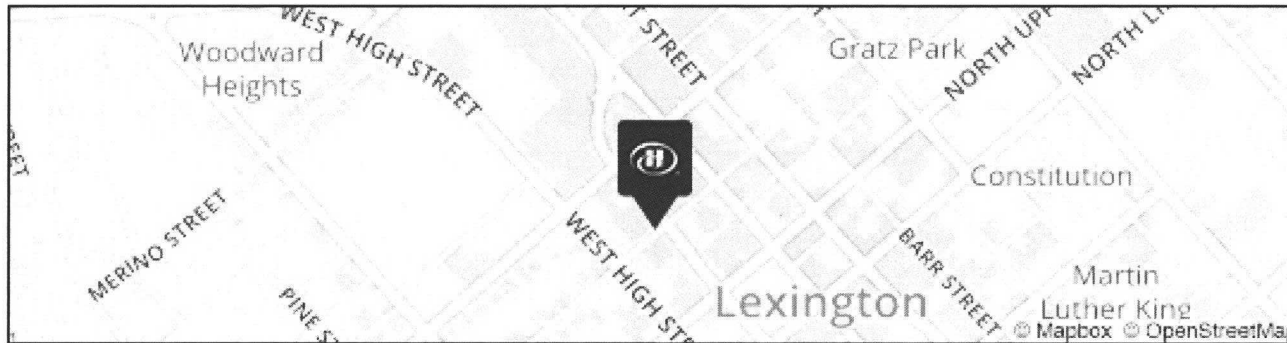 WEST HIGH STREET
Woodward
Heights
STREET
Gratz Park
NORTH UPP
NORTH LI
H
Constitution
MERINO STREET
WEST HIGH STR
BARR STREET
PINE S
Lexington
Martin
Luther King
© Mapbox © OpenStreetMa